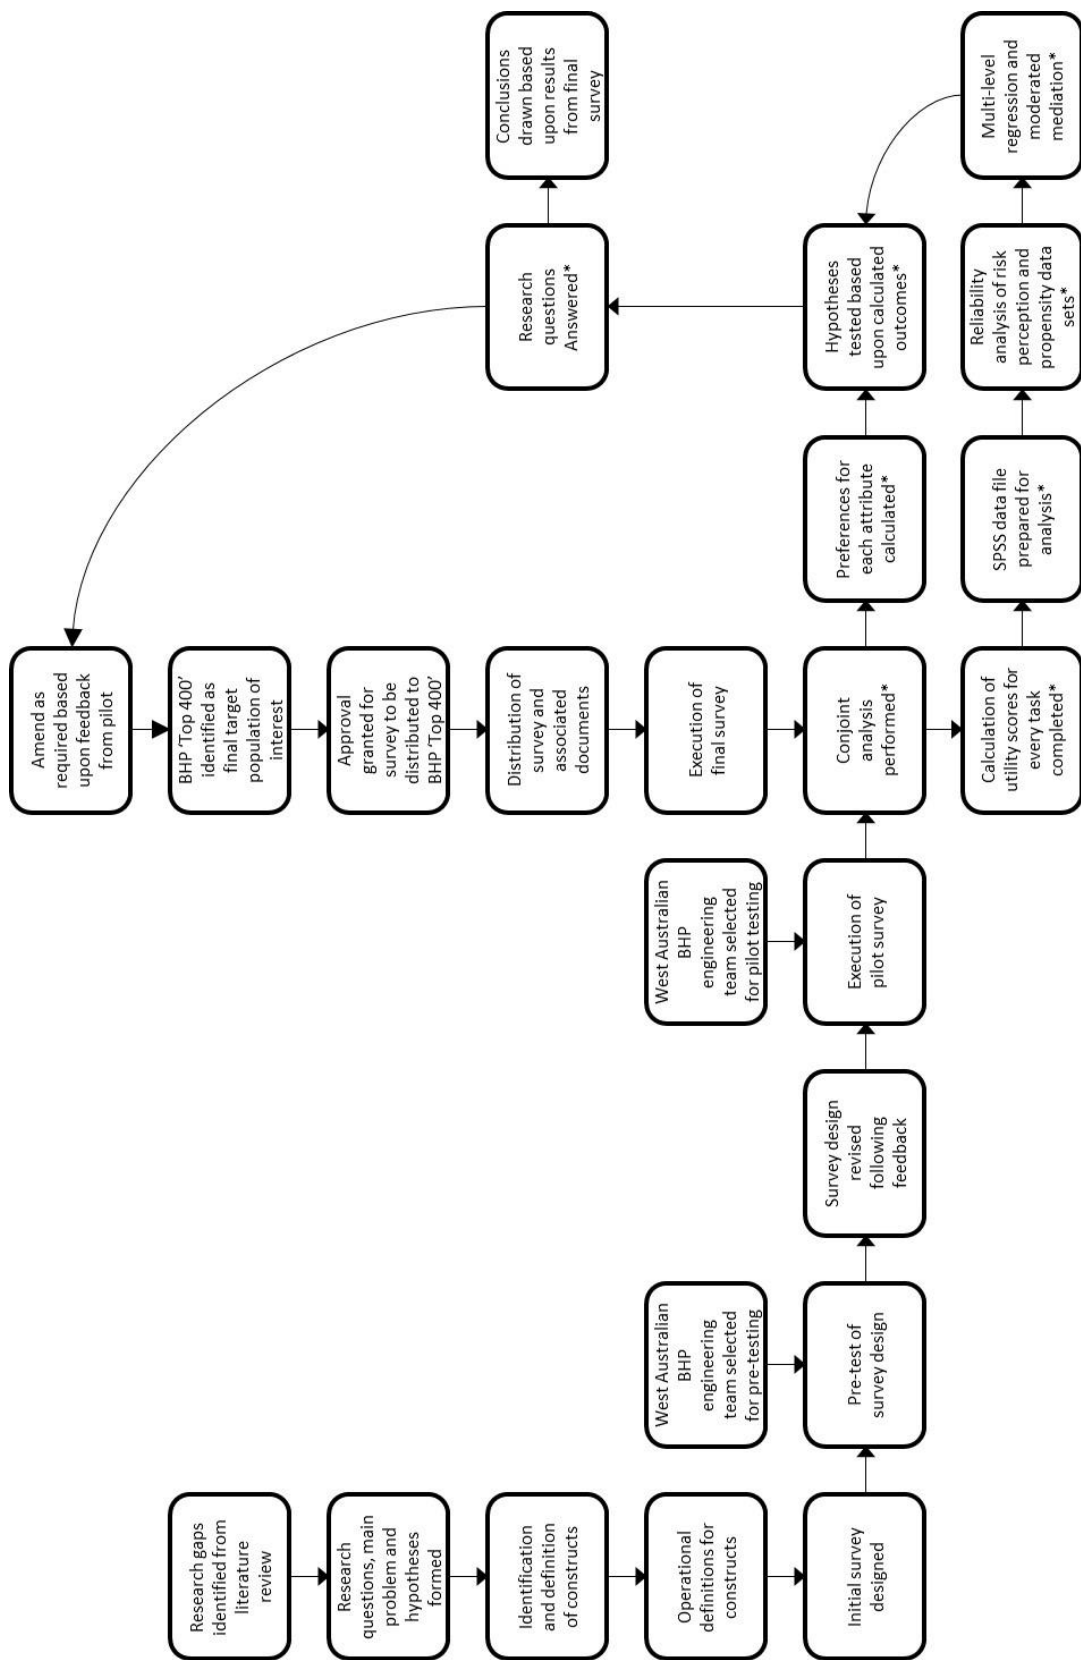 Research gaps
identified from
literature
review
Research
questions, main
problem and
hypotheses
formed
Identification
and definition
of constructs
Operational
definitions for
constructs
Initial survey
designed
West Australian
BHP
engineering
team selected
for pre-testing
Pre-test of
survey design
Survey design
revised
following
feedback
West Australian
BHP
engineering
team selected
for pilot testing
Execution of
pilot survey
Amend as
required based
upon feedback
from pilot
BHP ‘Top 400’
identified as
final target
population of
interest
Approval
granted for
survey to be
distributed to
BHP ‘Top 400’
Distribution of
survey and
associated
documents
Execution of
final survey
Conjoint
analysis
performed*
Calculation of
utility scores for
every task
completed*
Preferences for
each attribute
calculated*
SPSS data file
prepared for
analysis*
Research
questions
Answered*
Hypotheses
tested based
upon calculated
outcomes*
Reliability
analysis of risk
perception and
propensity data
sets*
Conclusions
drawn based
upon results
from final
survey
Multi-level
regression and
moderated
mediation*